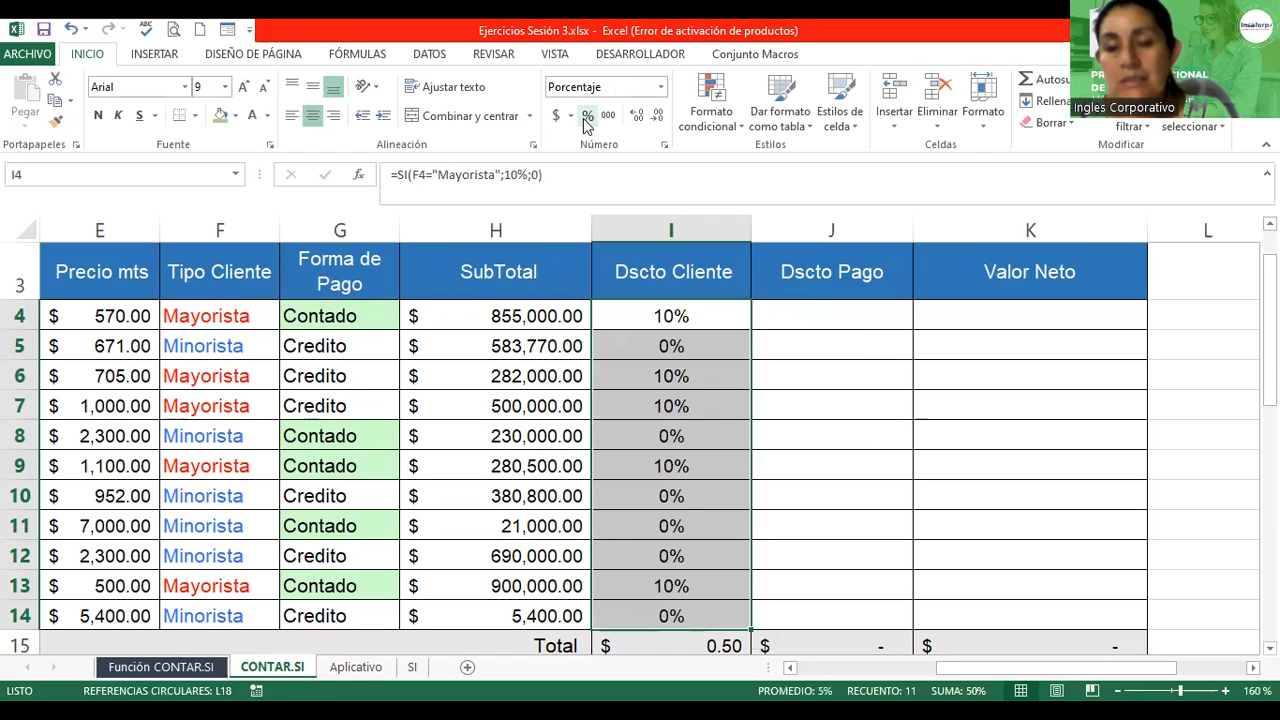 Ejercicios Sesión 3.xlsx - Excel (Error de activación de productos)
Insaforp
ARCHIVO INICIO INSERTAR DISEÑO DE PÁGINA FÓRMULAS DATOS REVISAR VISTA DESARROLLADOR Conjunto Macros
Ingles Corporativo
Pegar
Arial 9
N K S
Ajustar texto
Combinar y centrar
Porcentaje
$ % 000
Formato condicional
Dar formato como tabla
Estilos de celda
Insertar Eliminar Formato
Autosu
Rellena
Borrar
filtrar seleccionar
Portapapeles Fuente Alineación Número Estilos Celdas Modificar
I4 =SI(F4="Mayorista";10%;0)
E F G H I J K L
3 Precio mts Tipo Cliente Forma de Pago SubTotal Dscto Cliente Dscto Pago Valor Neto
4 $ 570.00 Mayorista Contado $ 855,000.00 10%
5 $ 671.00 Minorista Credito $ 583,770.00 0%
6 $ 705.00 Mayorista Credito $ 282,000.00 10%
7 $ 1,000.00 Mayorista Credito $ 500,000.00 10%
8 $ 2,300.00 Minorista Contado $ 230,000.00 0%
9 $ 1,100.00 Mayorista Contado $ 280,500.00 10%
10 $ 952.00 Minorista Credito $ 380,800.00 0%
11 $ 7,000.00 Minorista Contado $ 21,000.00 0%
12 $ 2,300.00 Minorista Credito $ 690,000.00 0%
13 $ 500.00 Mayorista Contado $ 900,000.00 10%
14 $ 5,400.00 Minorista Credito $ 5,400.00 0%
15 Total $ 0.50 $ - $ -
Función CONTAR.SI CONTAR.SI Aplicativo SI
LISTO REFERENCIAS CIRCULARES: L18 PROMEDIO: 5% RECUENTO: 11 SUMA: 50% 160 %